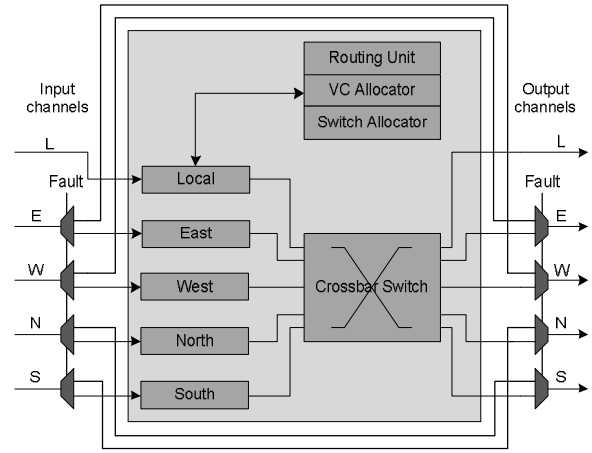 Routing Unit
VC Allocator
Switch Allocator
Input
channels
Output
channels
L
L
Fault
Fault
Local
E
East
E
W
West
Crossbar Switch
W
N
North
N
S
South
S